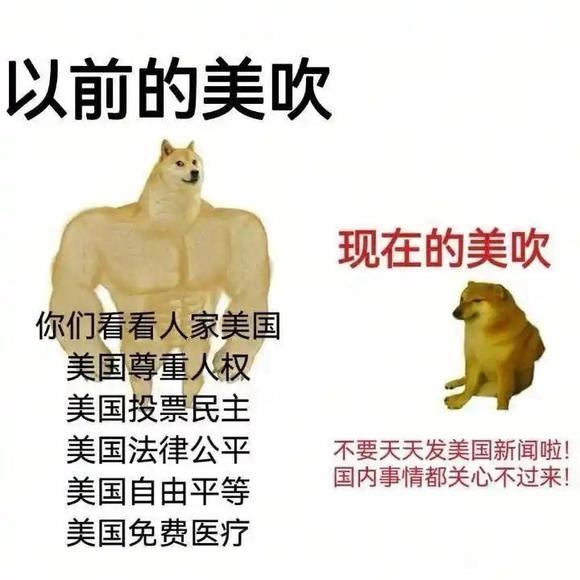 以前的美吹
现在的美吹
你们看看人家美国
美国尊重人权
美国投票民主
美国法律公平
美国自由平等
美国免费医疗
不要天天发美国新闻啦!
国内事情都关心不过来!